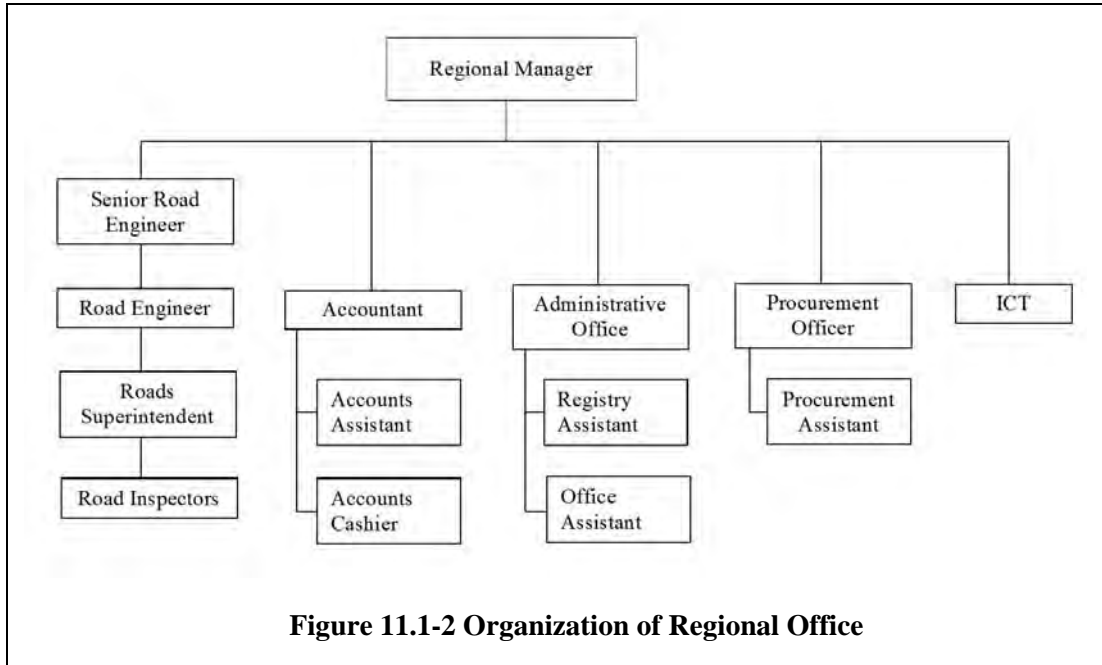 Regional Manager
Senior Road
Engineer
Road Engineer
Roads
Superintendent
Road Inspectors
Accountant
Accounts
Assistant
Accounts
Cashier
Administrative
Office
Registry
Assistant
Office
Assistant
Procurement
Officer
Procurement
Assistant
ICT
Figure 11.1-2 Organization of Regional Office